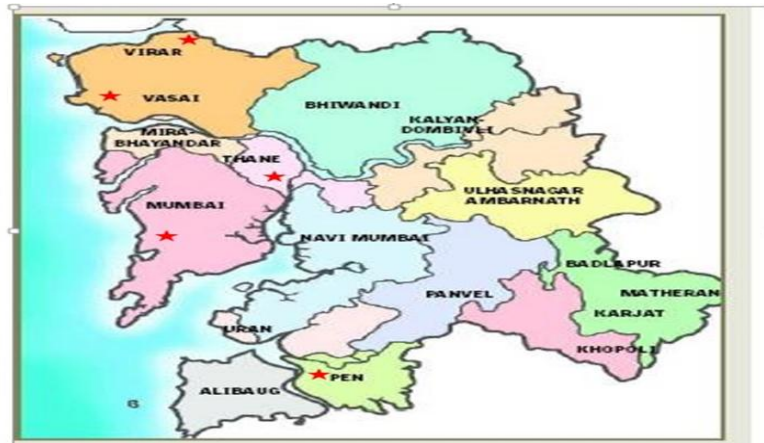 VIRAR
VASAI
BHIWANDI
KALYAN-
DOMBIVLI
MIRA-
BHAYANDAR
THANE
ULHASNAGAR
AMBARNATH
MUMBAI
NAVI MUMBAI
BADLAPUR
PANVEL
MATHERAN
KARJAT
URAN
KHOPOLI
PEN
ALIBAUG